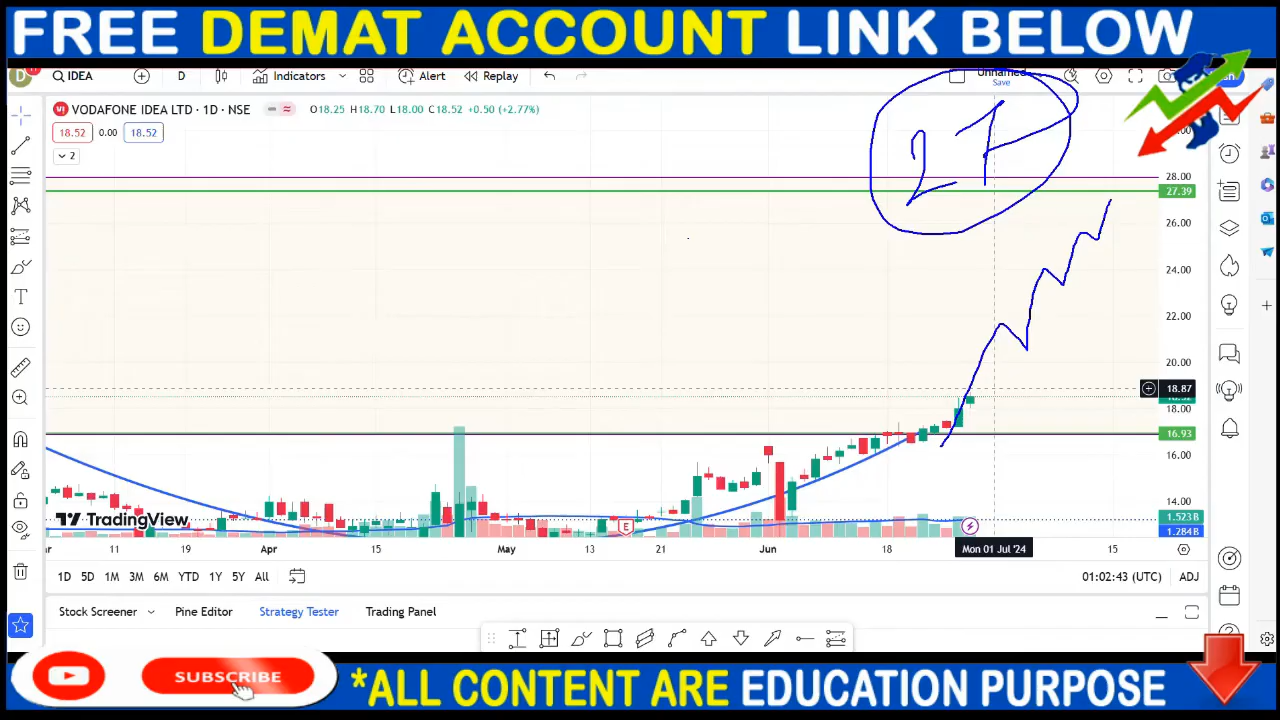 FREE DEMAT ACCOUNT LINK BELOW
D IDEA D Indicators Alert Replay Unnamed
Save
VODAFONE IDEA LTD · 1D · NSE O18.25 H18.70 L18.00 C18.52 +0.50 (+2.77%)
18.52 0.00 18.52
2
27
28.00
27.39
26.00
24.00
22.00
20.00
18.87
18.00
16.93
16.00
14.00
E
TradingView
1.523B
1.284B
11 19 Apr 15 May 13 21 Jun 18 Mon 01 Jul '24 15
1D 5D 1M 3M 6M YTD 1Y 5Y All 01:02:43 (UTC) ADJ
Stock Screener Pine Editor Strategy Tester Trading Panel
SUBSCRIBE
*ALL CONTENT ARE EDUCATION PURPOSE